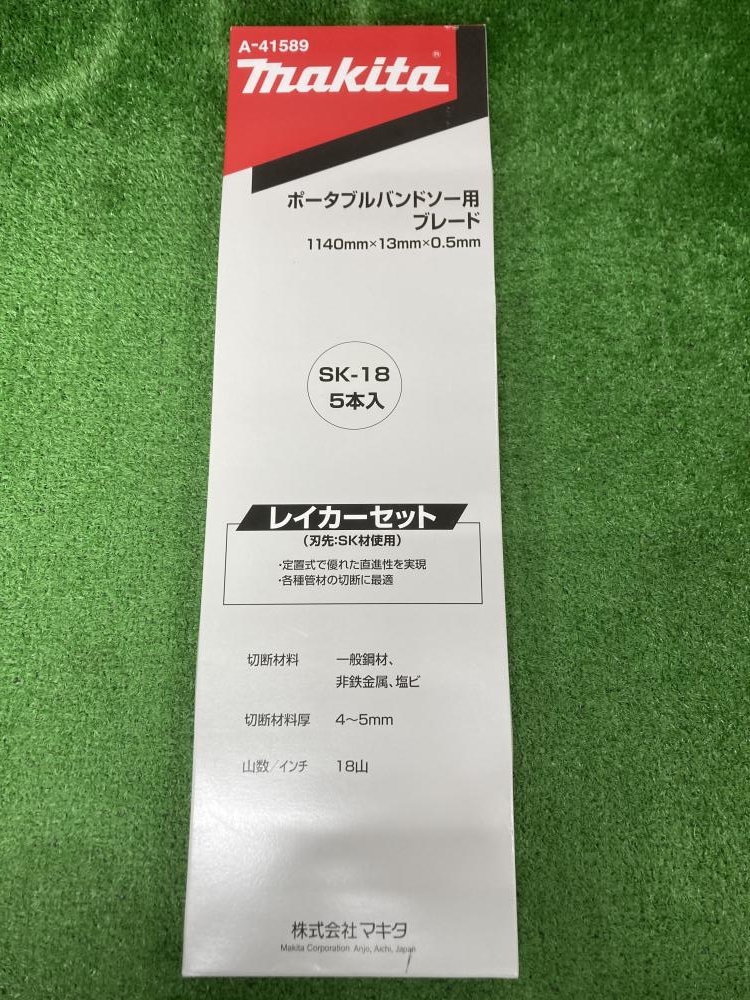 A-41589
makita®
ポータブルバンドソー用
ブレード
1140mm×13mm×0.5mm
SK-18
5本入
レイカーセット
(刃先:SK材使用)
・定置式で優れた直進性を実現
・各種管材の切断に最適
切断材料 一般鋼材、
非鉄金属、塩ビ
切断材料厚 4〜5mm
山数/インチ 18山
株式会社マキタ
Makita Corporation Anjo, Aichi, Japan